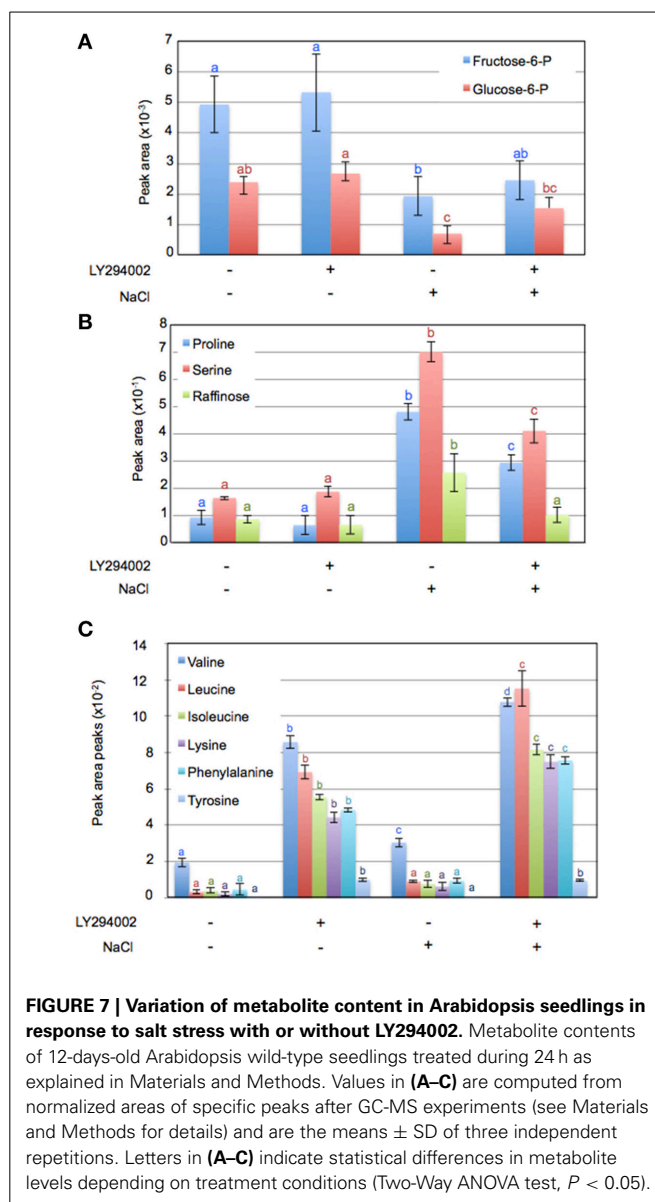 A
7
6
5
4
3
2
1
0
Peak area (x10-3)
Fructose-6-P
Glucose-6-P
a
ab
a
a
b
c
ab
bc
LY294002 - + - +
NaCl - - + +
B
8
7
6
5
4
3
2
1
0
Peak area (x10-1)
Proline
Serine
Raffinose
a a a
a a a
b b b
c c a
LY294002 - + - +
NaCl - - + +
C
14
12
10
8
6
4
2
0
Peak area peaks (x10-2)
Valine
Leucine
Isoleucine
Lysine
Phenylalanine
Tyrosine
a a a a a a
b b b b b b
c a a a a a
d c c c c b
LY294002 - + - +
NaCl - - + +
FIGURE 7 | Variation of metabolite content in Arabidopsis seedlings in
response to salt stress with or without LY294002. Metabolite contents
of 12-days-old Arabidopsis wild-type seedlings treated during 24 h as
explained in Materials and Methods. Values in (A–C) are computed from
normalized areas of specific peaks after GC-MS experiments (see Materials
and Methods for details) and are the means ± SD of three independent
repetitions. Letters in (A–C) indicate statistical differences in metabolite
levels depending on treatment conditions (Two-Way ANOVA test, P < 0.05).